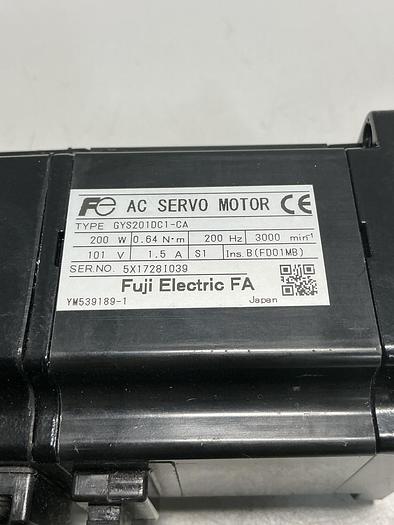 Fe AC SERVO MOTOR CE
TYPE GYS201DC1-CA
200 W 0.64 N·m 200 Hz 3000 min⁻¹
101 V 1.5 A S1 Ins.B(FD01MB)
SER.NO. 5X1728I039
Fuji Electric FA
YM539189-1 Japan